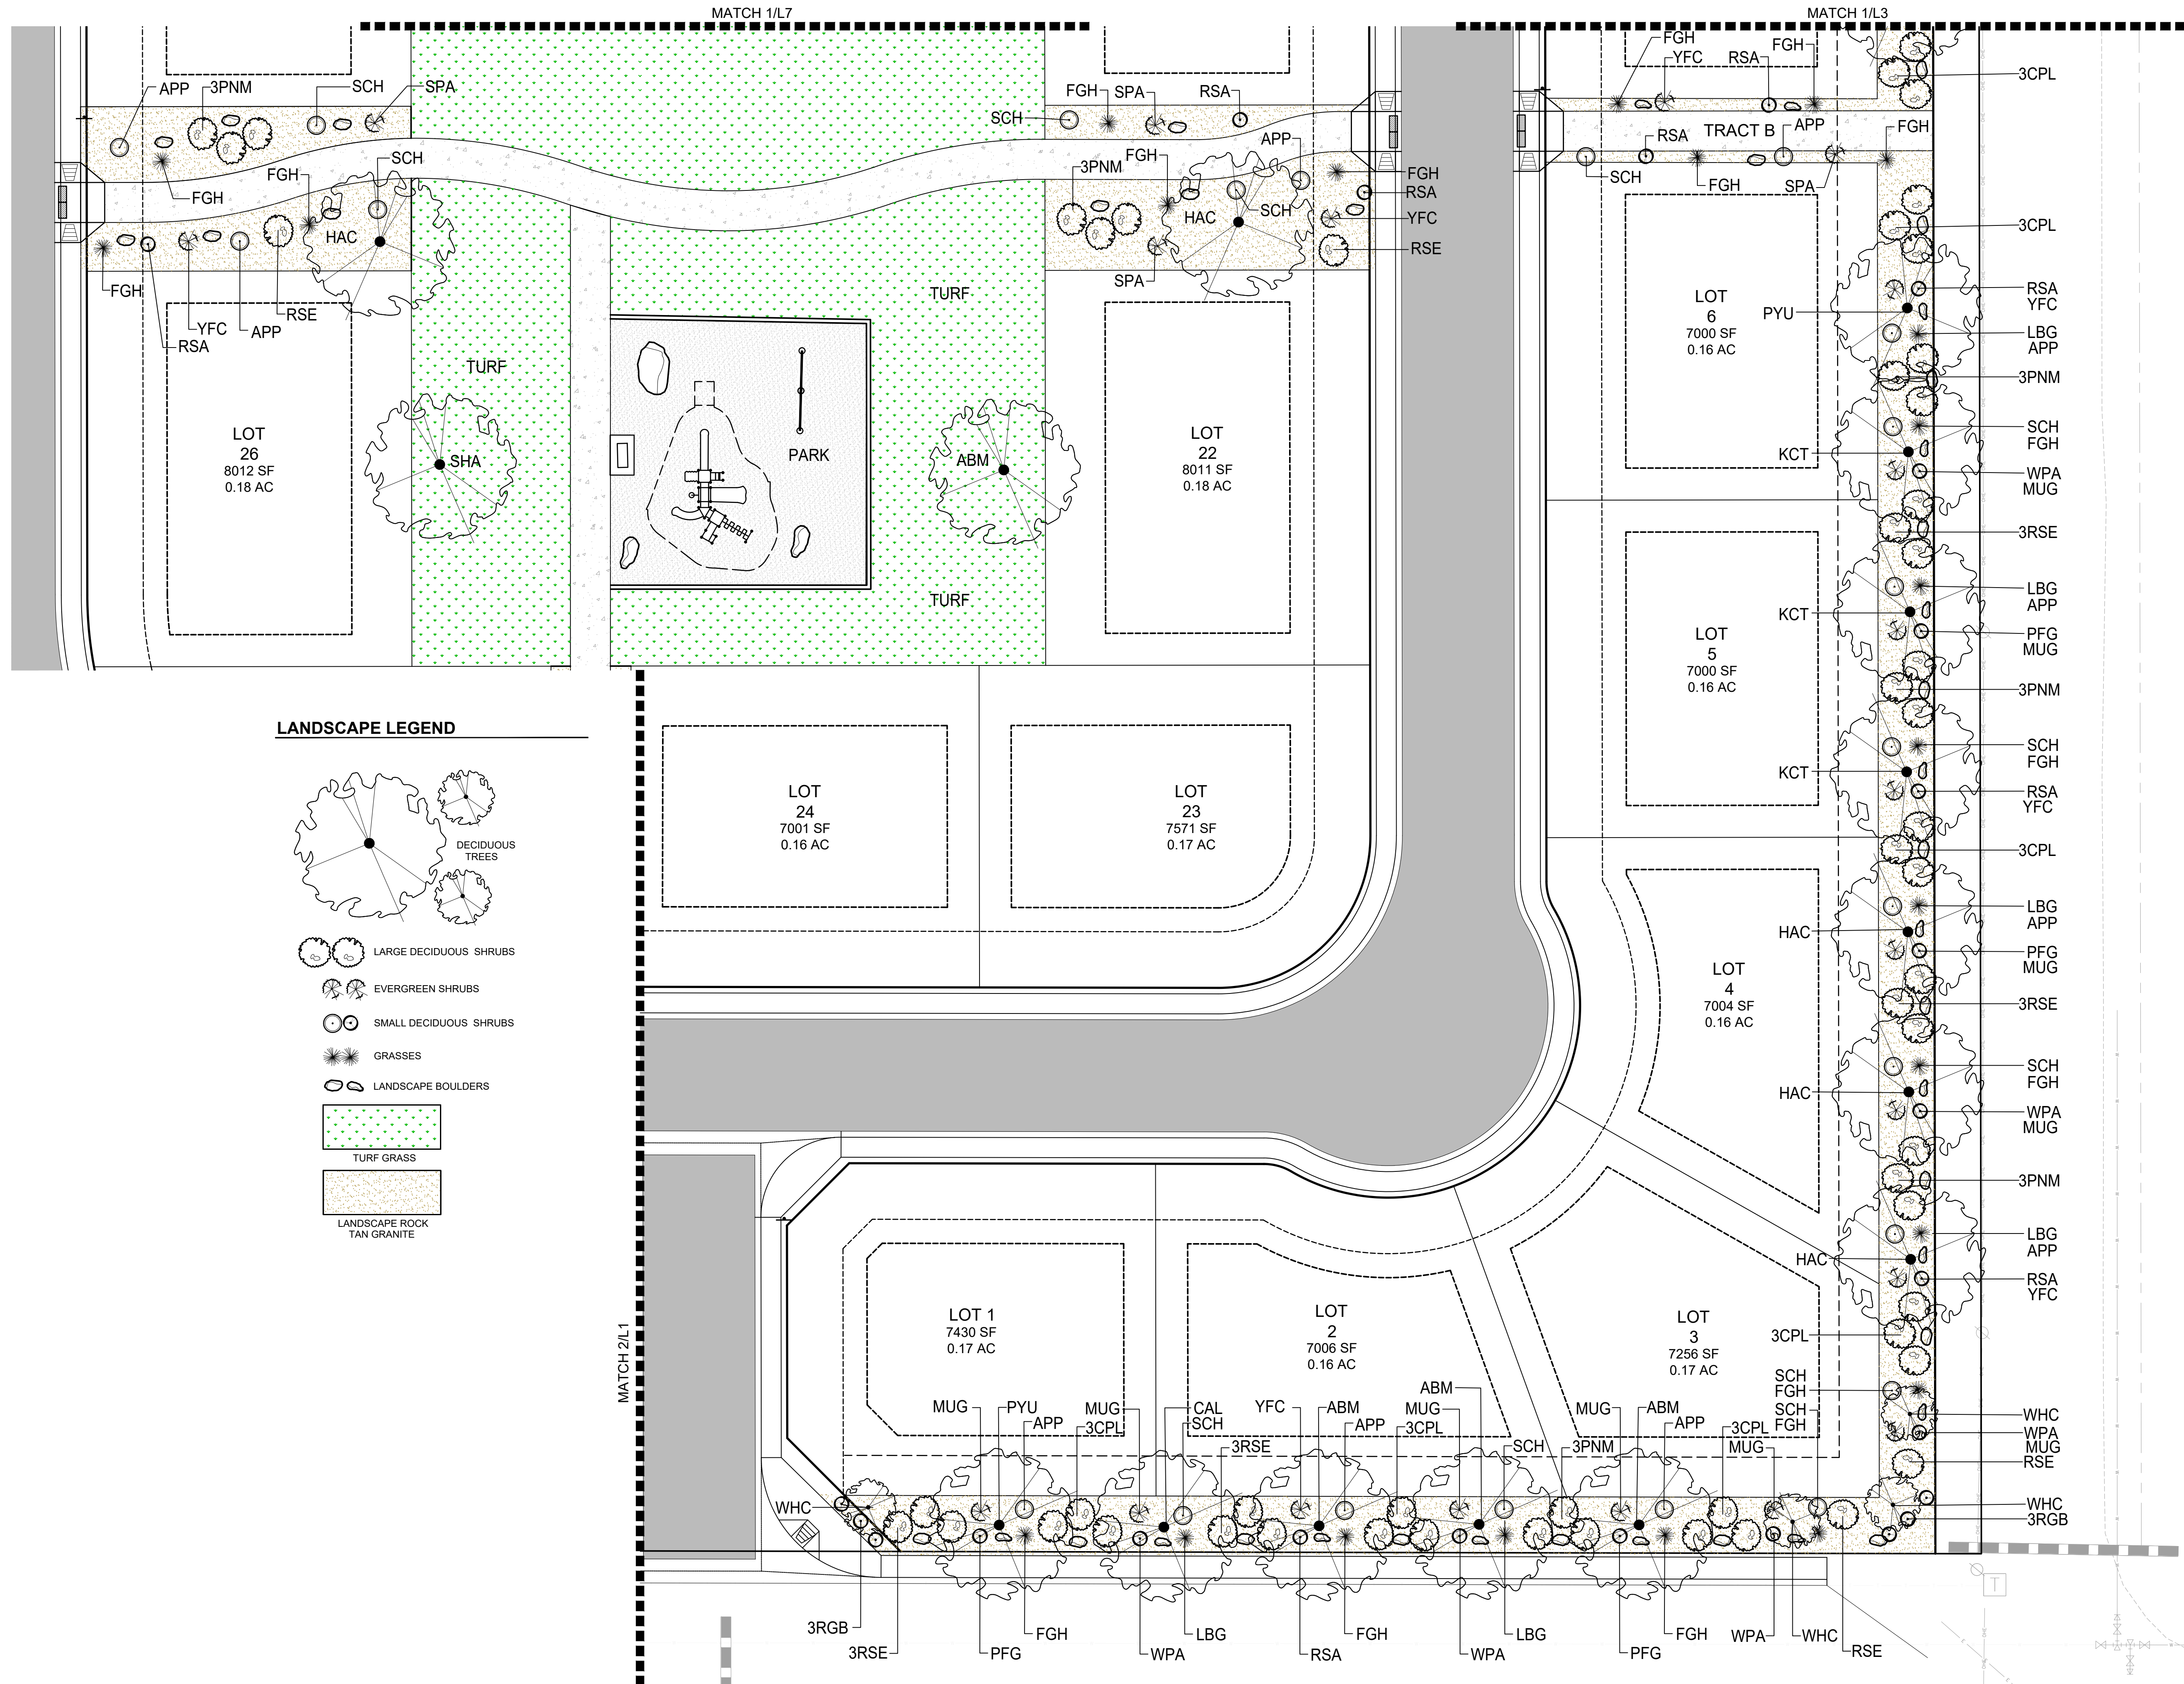 MATCH 1/L7
MATCH 1/L3
APP
3PNM
SCH
SPA
FGH
SCH
FGH
HAC
FGH
RSA
YFC
APP
RSE
LOT
26
8012 SF
0.18 AC
TURF
SHA
TURF
PARK
TURF
ABM
SCH
FGH
SPA
RSA
APP
FGH
3PNM
HAC
SCH
SPA
FGH
RSA
YFC
RSE
LOT
22
8011 SF
0.18 AC
FGH
YFC
RSA
FGH
TRACT B
RSA
APP
FGH
SCH
FGH
SPA
3CPL
3CPL
LOT
6
7000 SF
0.16 AC
PYU
RSA
YFC
LBG
APP
3PNM
KCT
SCH
FGH
WPA
MUG
3RSE
LOT
5
7000 SF
0.16 AC
KCT
LBG
APP
PFG
MUG
3PNM
KCT
SCH
FGH
RSA
YFC
3CPL
LOT
4
7004 SF
0.16 AC
HAC
LBG
APP
PFG
MUG
3RSE
HAC
SCH
FGH
WPA
MUG
3PNM
HAC
LBG
APP
RSA
YFC
3CPL
SCH
FGH
SCH
FGH
WHC
WPA
MUG
RSE
WHC
3RGB
LANDSCAPE LEGEND
DECIDUOUS
TREES
LARGE DECIDUOUS SHRUBS
EVERGREEN SHRUBS
SMALL DECIDUOUS SHRUBS
GRASSES
LANDSCAPE BOULDERS
TURF GRASS
LANDSCAPE ROCK
TAN GRANITE
LOT
24
7001 SF
0.16 AC
LOT
23
7571 SF
0.17 AC
MATCH 2/L1
LOT 1
7430 SF
0.17 AC
LOT
2
7006 SF
0.16 AC
LOT
3
7256 SF
0.17 AC
MUG
PYU
APP
MUG
3CPL
CAL
SCH
3RSE
YFC
ABM
APP
MUG
3CPL
ABM
SCH
3PNM
MUG
ABM
APP
3CPL
MUG
WHC
3RGB
3RSE
PFG
FGH
WPA
LBG
RSA
FGH
WPA
LBG
PFG
FGH
WPA
WHC
RSE
T